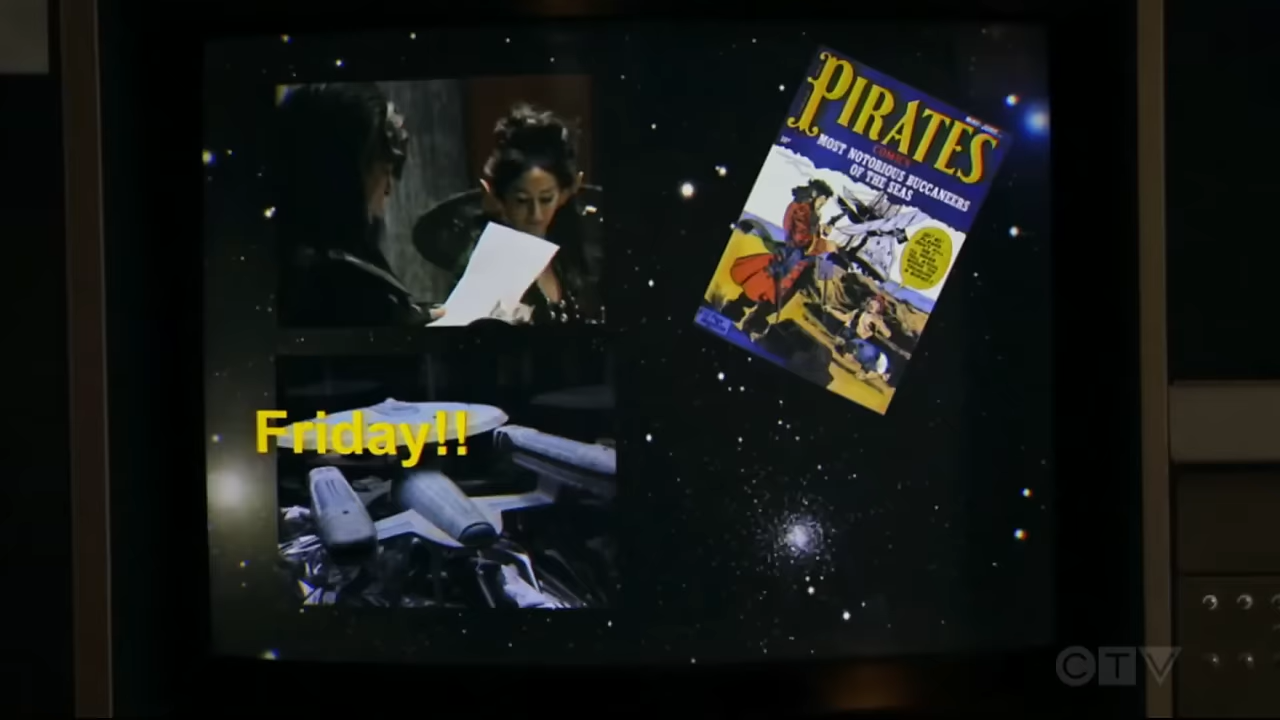 PIRATES
COMICS
MOST NOTORIOUS BUCCANEERS
OF THE SEAS
Friday!!
CTV